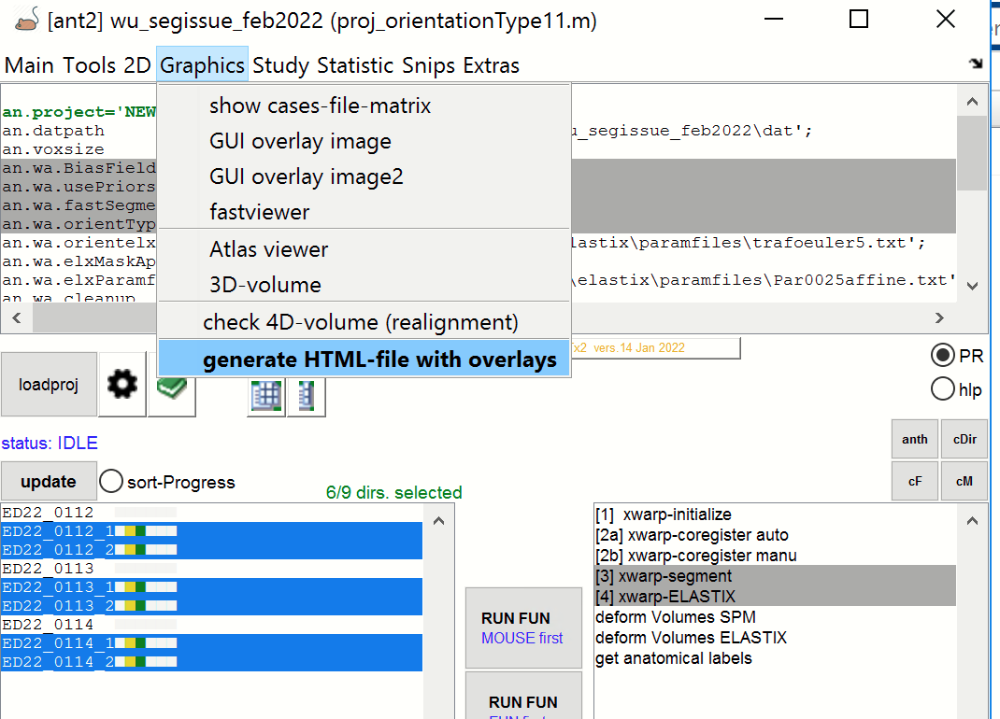 [ant2] wu_segissue_feb2022 (proj_orientationType11.m)
Main Tools 2D Graphics Study Statistic Snips Extras
show cases-file-matrix
GUI overlay image
GUI overlay image2
fastviewer
Atlas viewer
3D-volume
check 4D-volume (realignment)
generate HTML-file with overlays
an.project='NEW
an.datpath _segissue_feb2022\dat';
an.voxsize
an.wa.BiasField
an.wa.usePriors
an.wa.fastSegme
an.wa.orientTyp
an.wa.orientelx lastix\paramfiles\trafoeuler5.txt';
an.wa.elxMaskAp
an.wa.elxParamf \elastix\paramfiles\Par0025affine.txt'
an.wa.cleanup
x2 vers.14 Jan 2022
loadproj
PR
hlp
status: IDLE
anth cDir
update sort-Progress
cF cM
6/9 dirs. selected
ED22_0112
ED22_0112_1
ED22_0112_2
ED22_0113
ED22_0113_1
ED22_0113_2
ED22_0114
ED22_0114_1
ED22_0114_2
RUN FUN
MOUSE first
RUN FUN
[1] xwarp-initialize
[2a] xwarp-coregister auto
[2b] xwarp-coregister manu
[3] xwarp-segment
[4] xwarp-ELASTIX
deform Volumes SPM
deform Volumes ELASTIX
get anatomical labels